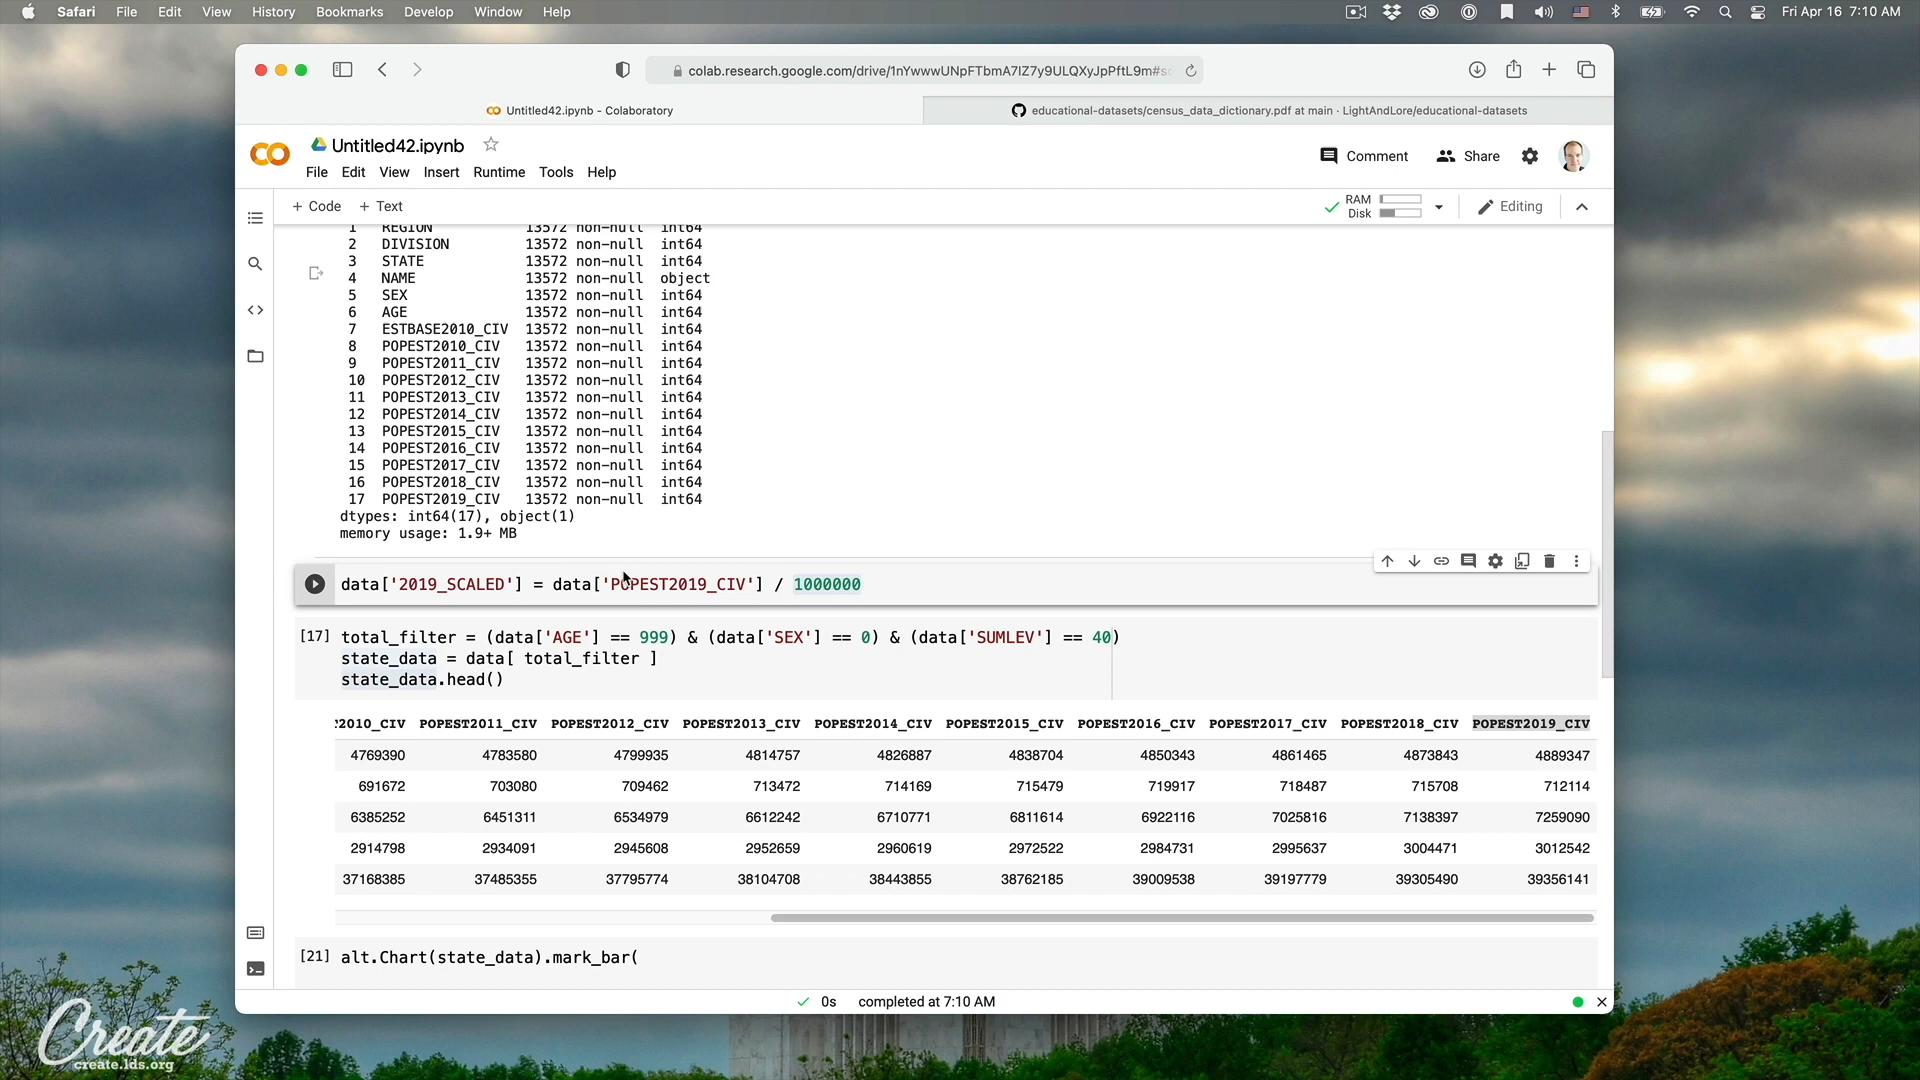 Safari File Edit View History Bookmarks Develop Window Help
Fri Apr 16 7:10 AM
colab.research.google.com/drive/1nYwwwUNpFTbmA7lZ7y9ULQXyJpPftL9m#sc
Untitled42.ipynb - Colaboratory
educational-datasets/census_data_dictionary.pdf at main · LightAndLore/educational-datasets
Untitled42.ipynb
Comment
Share
File Edit View Insert Runtime Tools Help
+ Code + Text
RAM
Disk
Editing
1 REGION 13572 non-null int64
2 DIVISION 13572 non-null int64
3 STATE 13572 non-null int64
4 NAME 13572 non-null object
5 SEX 13572 non-null int64
6 AGE 13572 non-null int64
7 ESTBASE2010_CIV 13572 non-null int64
8 POPEST2010_CIV 13572 non-null int64
9 POPEST2011_CIV 13572 non-null int64
10 POPEST2012_CIV 13572 non-null int64
11 POPEST2013_CIV 13572 non-null int64
12 POPEST2014_CIV 13572 non-null int64
13 POPEST2015_CIV 13572 non-null int64
14 POPEST2016_CIV 13572 non-null int64
15 POPEST2017_CIV 13572 non-null int64
16 POPEST2018_CIV 13572 non-null int64
17 POPEST2019_CIV 13572 non-null int64
dtypes: int64(17), object(1)
memory usage: 1.9+ MB
data['2019_SCALED'] = data['POPEST2019_CIV'] / 1000000
[17] total_filter = (data['AGE'] == 999) & (data['SEX'] == 0) & (data['SUMLEV'] == 40)
state_data = data[ total_filter ]
state_data.head()
2010_CIV POPEST2011_CIV POPEST2012_CIV POPEST2013_CIV POPEST2014_CIV POPEST2015_CIV POPEST2016_CIV POPEST2017_CIV POPEST2018_CIV POPEST2019_CIV
4769390 4783580 4799935 4814757 4826887 4838704 4850343 4861465 4873843 4889347
691672 703080 709462 713472 714169 715479 719917 718487 715708 712114
6385252 6451311 6534979 6612242 6710771 6811614 6922116 7025816 7138397 7259090
2914798 2934091 2945608 2952659 2960619 2972522 2984731 2995637 3004471 3012542
37168385 37485355 37795774 38104708 38443855 38762185 39009538 39197779 39305490 39356141
[21] alt.Chart(state_data).mark_bar(
0s completed at 7:10 AM
Create
create.lds.org